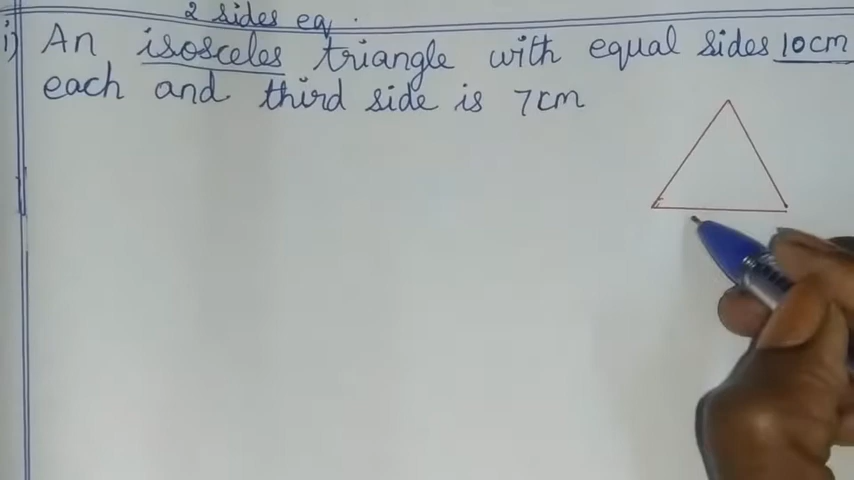 2 sides eq.
i) An isosceles triangle with equal sides 10cm
each and third side is 7cm